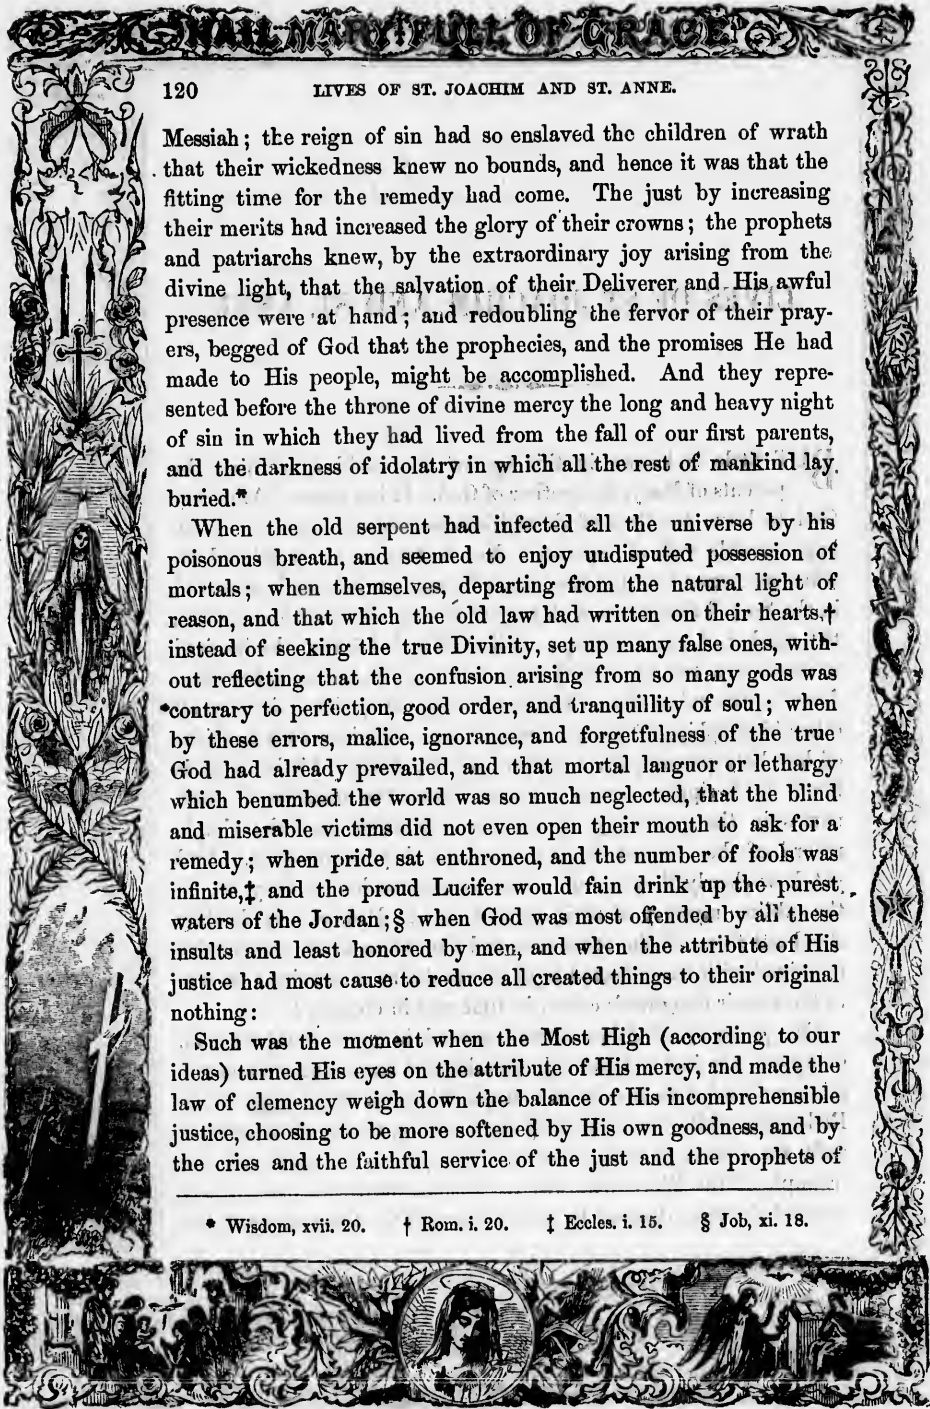 HAIL MARY! FULL OF GRACE
120 LIVES OF ST. JOACHIM AND ST. ANNE.
Messiah; the reign of sin had so enslaved the children of wrath
that their wickedness knew no bounds, and hence it was that the
fitting time for the remedy had come. The just by increasing
their merits had increased the glory of their crowns; the prophets
and patriarchs knew, by the extraordinary joy arising from the
divine light, that the salvation of their Deliverer and His awful
presence were at hand; and redoubling the fervor of their pray-
ers, begged of God that the prophecies, and the promises He had
made to His people, might be accomplished. And they repre-
sented before the throne of divine mercy the long and heavy night
of sin in which they had lived from the fall of our first parents,
and the darkness of idolatry in which all the rest of mankind lay
buried.*
When the old serpent had infected all the universe by his
poisonous breath, and seemed to enjoy undisputed possession of
mortals; when themselves, departing from the natural light of
reason, and that which the old law had written on their hearts,†
instead of seeking the true Divinity, set up many false ones, with-
out reflecting that the confusion arising from so many gods was
contrary to perfection, good order, and tranquillity of soul; when
by these errors, malice, ignorance, and forgetfulness of the true
God had already prevailed, and that mortal languor or lethargy
which benumbed the world was so much neglected, that the blind
and miserable victims did not even open their mouth to ask for a
remedy; when pride sat enthroned, and the number of fools was
infinite,‡ and the proud Lucifer would fain drink up the purest
waters of the Jordan;§ when God was most offended by all these
insults and least honored by men, and when the attribute of His
justice had most cause to reduce all created things to their original
nothing:
Such was the moment when the Most High (according to our
ideas) turned His eyes on the attribute of His mercy, and made the
law of clemency weigh down the balance of His incomprehensible
justice, choosing to be more softened by His own goodness, and by
the cries and the faithful service of the just and the prophets of
* Wisdom, xvii. 20. † Rom. i. 20. ‡ Eccles. i. 15. § Job, xi. 18.